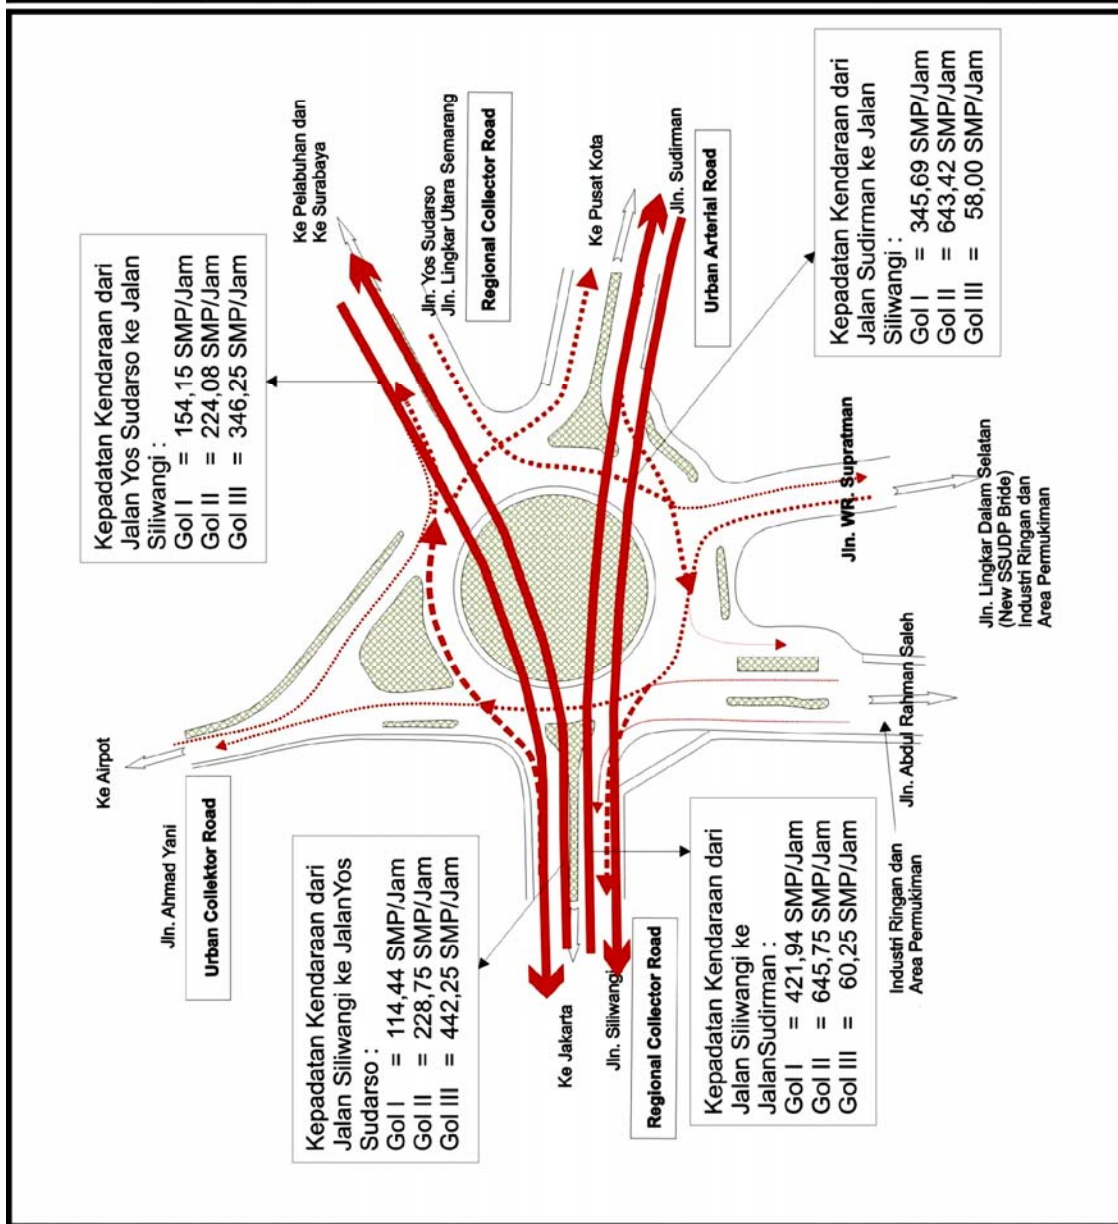 Ke Airpot
Jln. Ahmad Yani
Urban Collektor Road
Kepadatan Kendaraan dari
Jalan Yos Sudarso ke Jalan
Siliwangi :
Gol I = 154,15 SMP/Jam
Gol II = 224,08 SMP/Jam
Gol III = 346,25 SMP/Jam
Ke Pelabuhan dan
Ke Surabaya
Jln. Yos Sudarso
Jln. Lingkar Utara Semarang
Regional Collector Road
Ke Pusat Kota
Jln. Sudirman
Urban Arterial Road
Kepadatan Kendaraan dari
Jalan Siliwangi ke JalanYos
Sudarso :
Gol I = 114,44 SMP/Jam
Gol II = 228,75 SMP/Jam
Gol III = 442,25 SMP/Jam
Ke Jakarta
Jln. Siliwangi
Regional Collector Road
Kepadatan Kendaraan dari
Jalan Siliwangi ke
JalanSudirman :
Gol I = 421,94 SMP/Jam
Gol II = 645,75 SMP/Jam
Gol III = 60,25 SMP/Jam
Industri Ringan dan
Area Permukiman
Jln. Abdul Rahman Saleh
Jln. WR. Supratman
Jln. Lingkar Dalam Selatan
(New SSUDP Bride)
Industri Ringan dan
Area Permukiman
Kepadatan Kendaraan dari
Jalan Sudirman ke Jalan
Siliwangi :
Gol I = 345,69 SMP/Jam
Gol II = 643,42 SMP/Jam
Gol III = 58,00 SMP/Jam